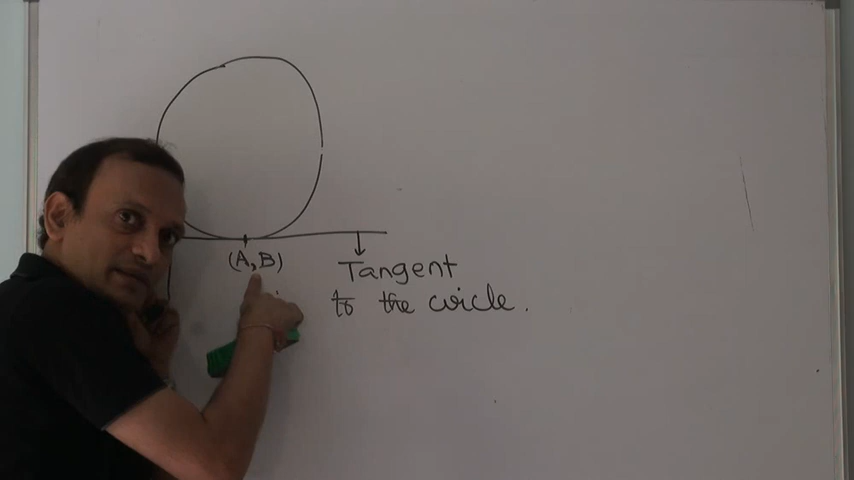 (A,B)
Tangent
to the circle.